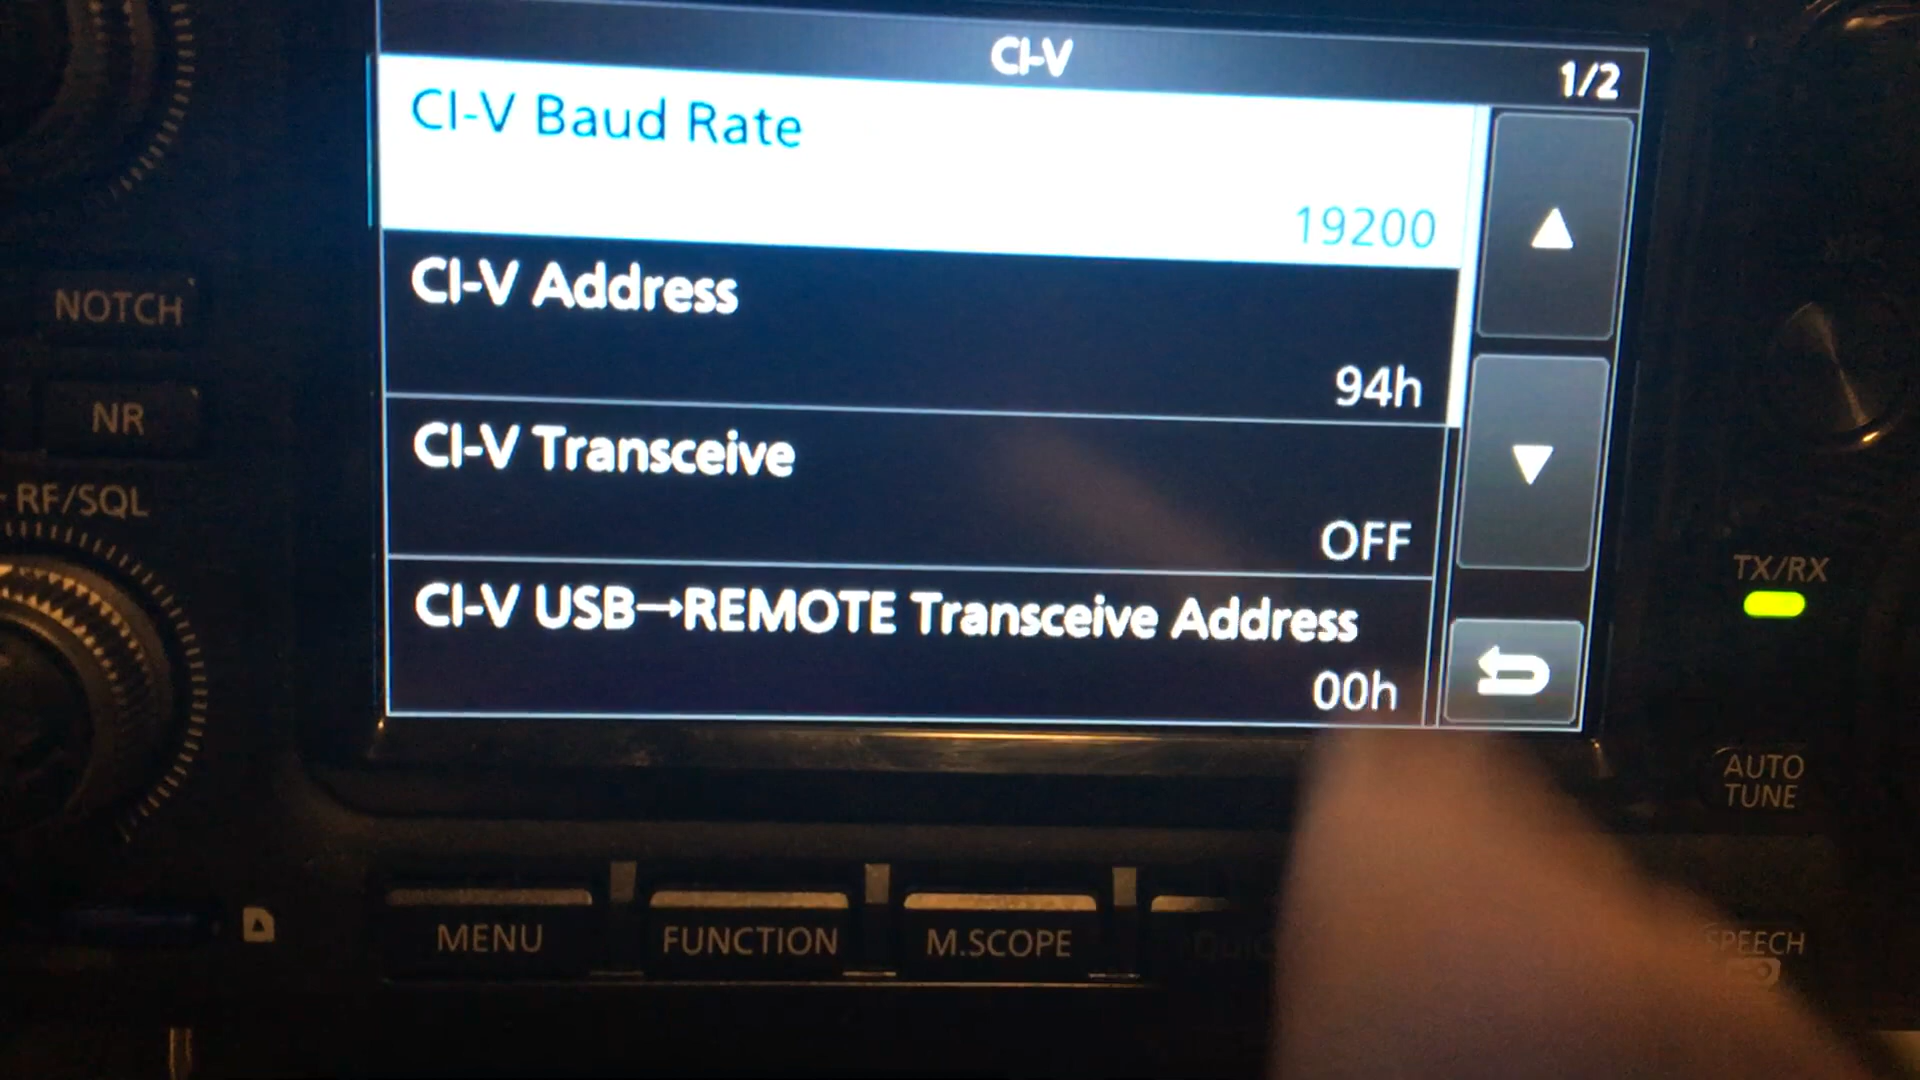 CI-V
1/2
CI-V Baud Rate
19200
CI-V Address
94h
CI-V Transceive
OFF
CI-V USB→REMOTE Transceive Address
00h
NOTCH
NR
RF/SQL
TX/RX
AUTO
TUNE
MENU
FUNCTION
M.SCOPE
SPEECH